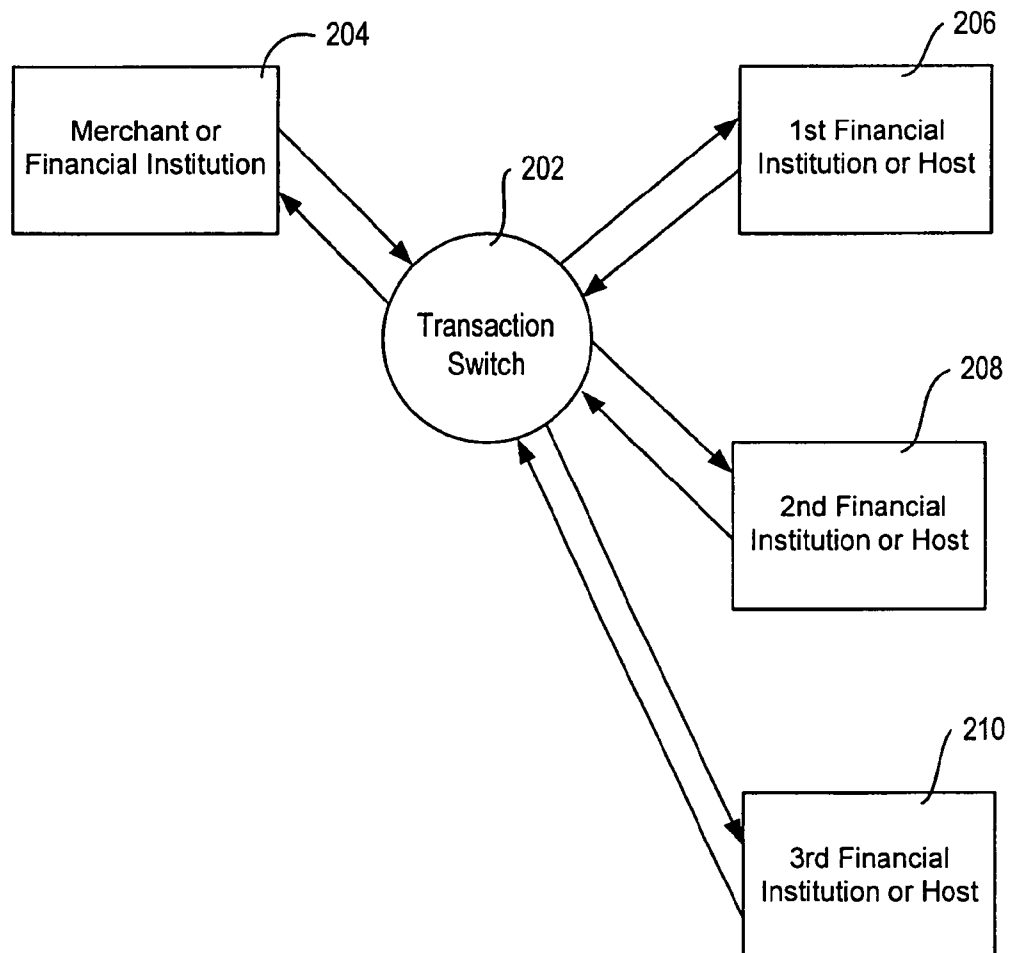 204
Merchant or
Financial Institution
202
Transaction
Switch
206
1st Financial
Institution or Host
208
2nd Financial
Institution or Host
210
3rd Financial
Institution or Host